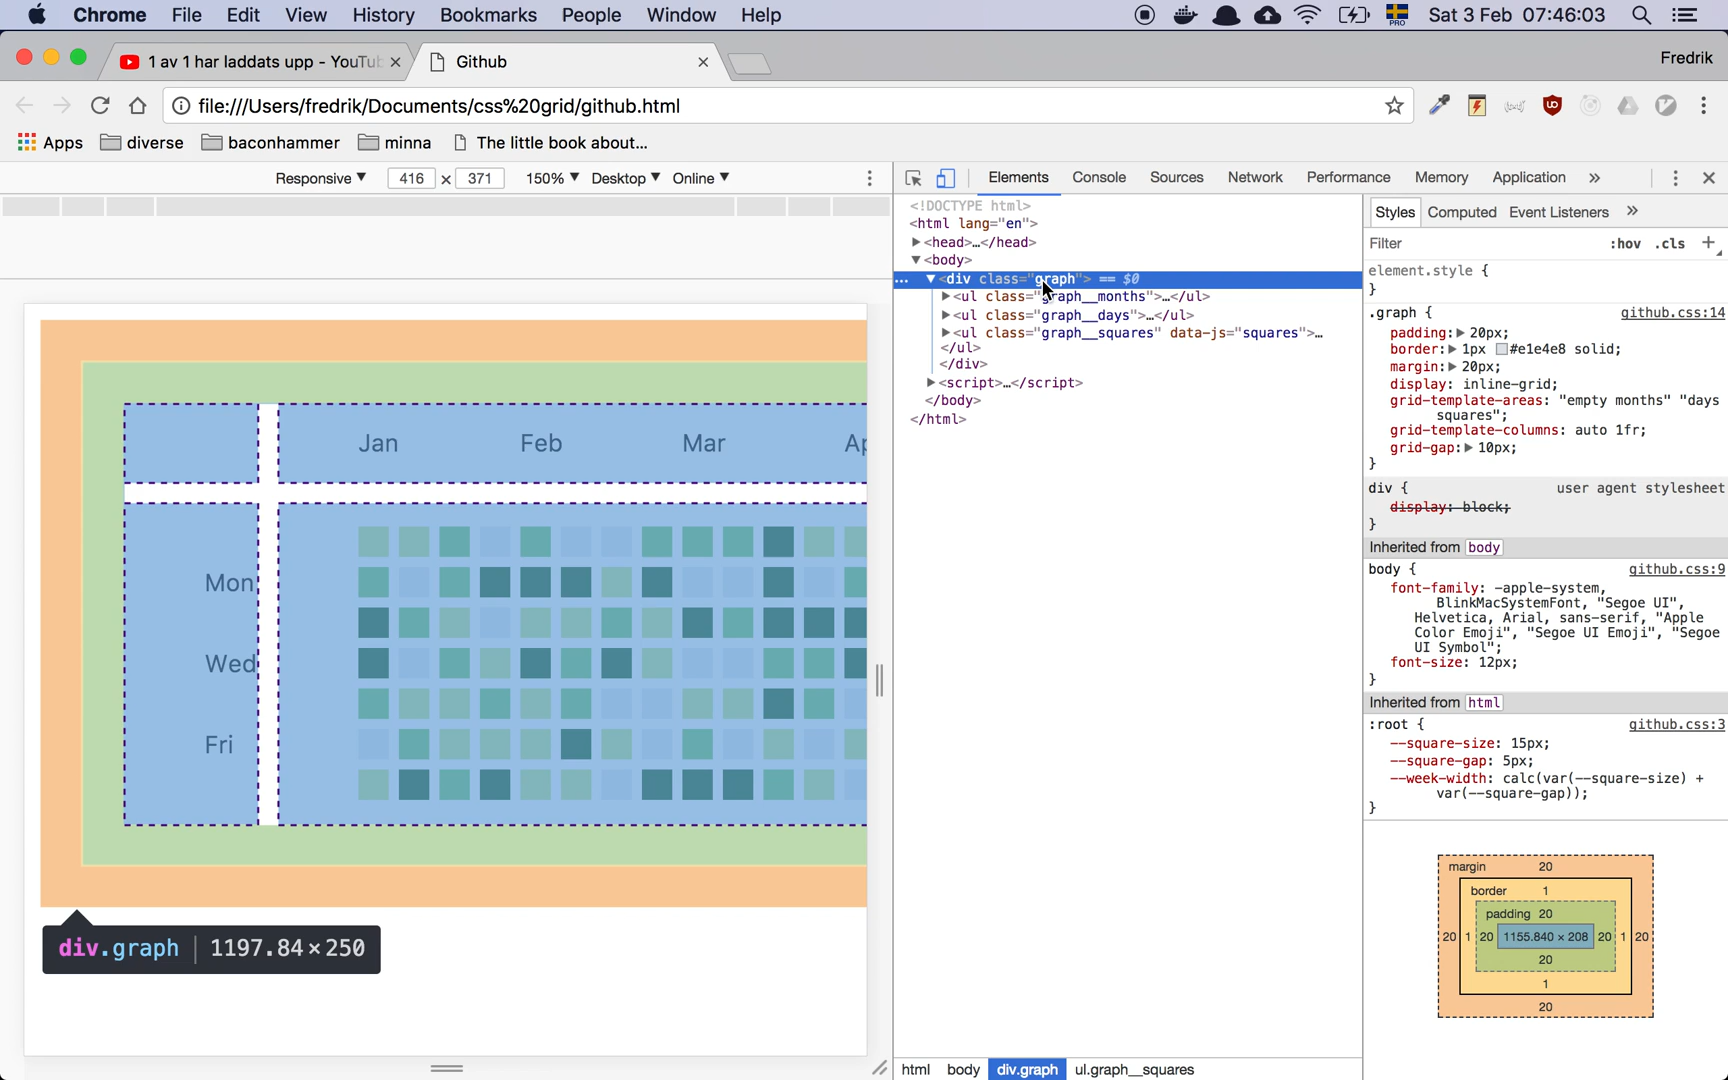 Chrome File Edit View History Bookmarks People Window Help PRO Sat 3 Feb 07:46:03
1 av 1 har laddats upp - YouTub
Github
Fredrik
file:///Users/fredrik/Documents/css%20grid/github.html
Apps diverse baconhammer minna The little book about...
Responsive ▼ 416 × 371 150% ▼ Desktop ▼ Online ▼
Jan Feb Mar Ap
Mon
Wed
Fri
div.graph | 1197.84 × 250
Elements Console Sources Network Performance Memory Application »
<!DOCTYPE html>
<html lang="en">
▶<head>…</head>
▼<body>
… ▼<div class="graph"> == $0
▶<ul class="graph__months">…</ul>
▶<ul class="graph__days">…</ul>
▶<ul class="graph__squares" data-js="squares">…
</ul>
</div>
▶<script>…</script>
</body>
</html>
html body div.graph ul.graph__squares
Styles Computed Event Listeners »
Filter :hov .cls +
element.style {
}
.graph { github.css:14
padding:▶ 20px;
border:▶ 1px #e1e4e8 solid;
margin:▶ 20px;
display: inline-grid;
grid-template-areas: "empty months" "days
squares";
grid-template-columns: auto 1fr;
grid-gap:▶ 10px;
}
div { user agent stylesheet
display: block;
}
Inherited from body
body { github.css:9
font-family: -apple-system,
BlinkMacSystemFont, "Segoe UI",
Helvetica, Arial, sans-serif, "Apple
Color Emoji", "Segoe UI Emoji", "Segoe
UI Symbol";
font-size: 12px;
}
Inherited from html
:root { github.css:3
--square-size: 15px;
--square-gap: 5px;
--week-width: calc(var(--square-size) +
var(--square-gap));
}
margin 20
border 1
padding 20
20 1 20 1155.840 × 208 20 1 20
20
1
20